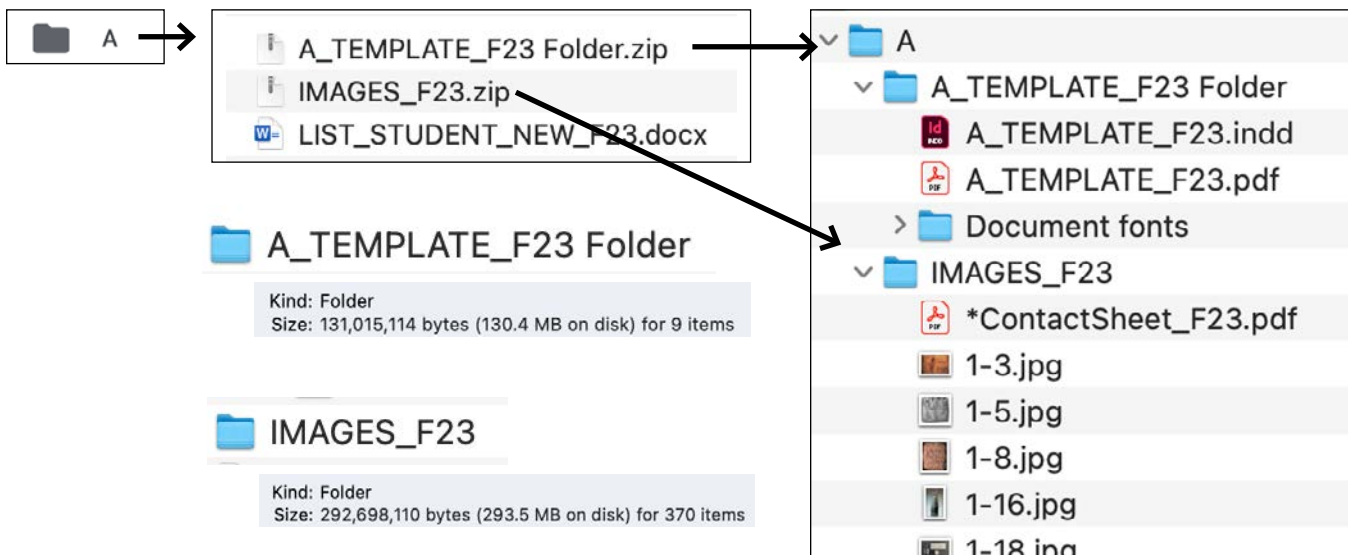 A
A_TEMPLATE_F23 Folder.zip
IMAGES_F23.zip
LIST_STUDENT_NEW_F23.docx
A_TEMPLATE_F23 Folder
Kind: Folder
Size: 131,015,114 bytes (130.4 MB on disk) for 9 items
IMAGES_F23
Kind: Folder
Size: 292,698,110 bytes (293.5 MB on disk) for 370 items
A
A_TEMPLATE_F23 Folder
A_TEMPLATE_F23.indd
A_TEMPLATE_F23.pdf
Document fonts
IMAGES_F23
*ContactSheet_F23.pdf
1-3.jpg
1-5.jpg
1-8.jpg
1-16.jpg
1-18.jpg